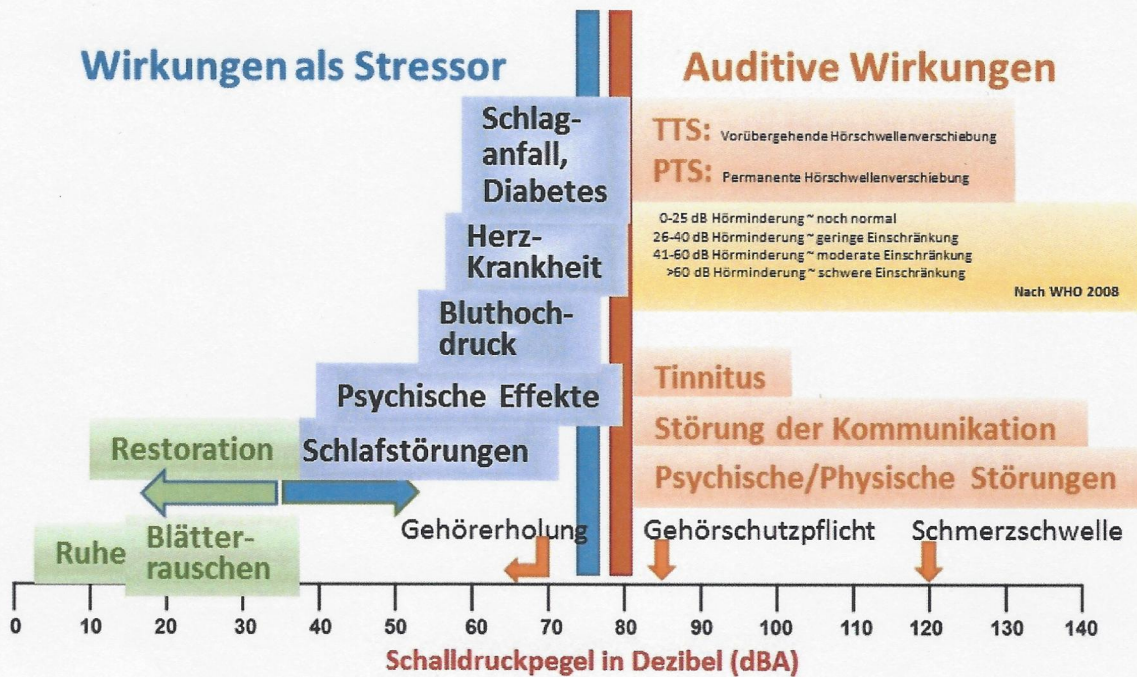 Wirkungen als Stressor
Auditive Wirkungen
Schlag-
anfall,
Diabetes
Herz-
Krankheit
Bluthoch-
druck
Psychische Effekte
Restoration
Schlafstörungen
Ruhe
Blätter-
rauschen
TTS: Vorübergehende Hörschwellenverschiebung
PTS: Permanente Hörschwellenverschiebung
0-25 dB Hörminderung ~ noch normal
26-40 dB Hörminderung ~ geringe Einschränkung
41-60 dB Hörminderung ~ moderate Einschränkung
>60 dB Hörminderung ~ schwere Einschränkung
Nach WHO 2008
Tinnitus
Störung der Kommunikation
Psychische/Physische Störungen
Gehörerholung
Gehörschutzpflicht
Schmerzschwelle
0 10 20 30 40 50 60 70 80 90 100 110 120 130 140
Schalldruckpegel in Dezibel (dBA)